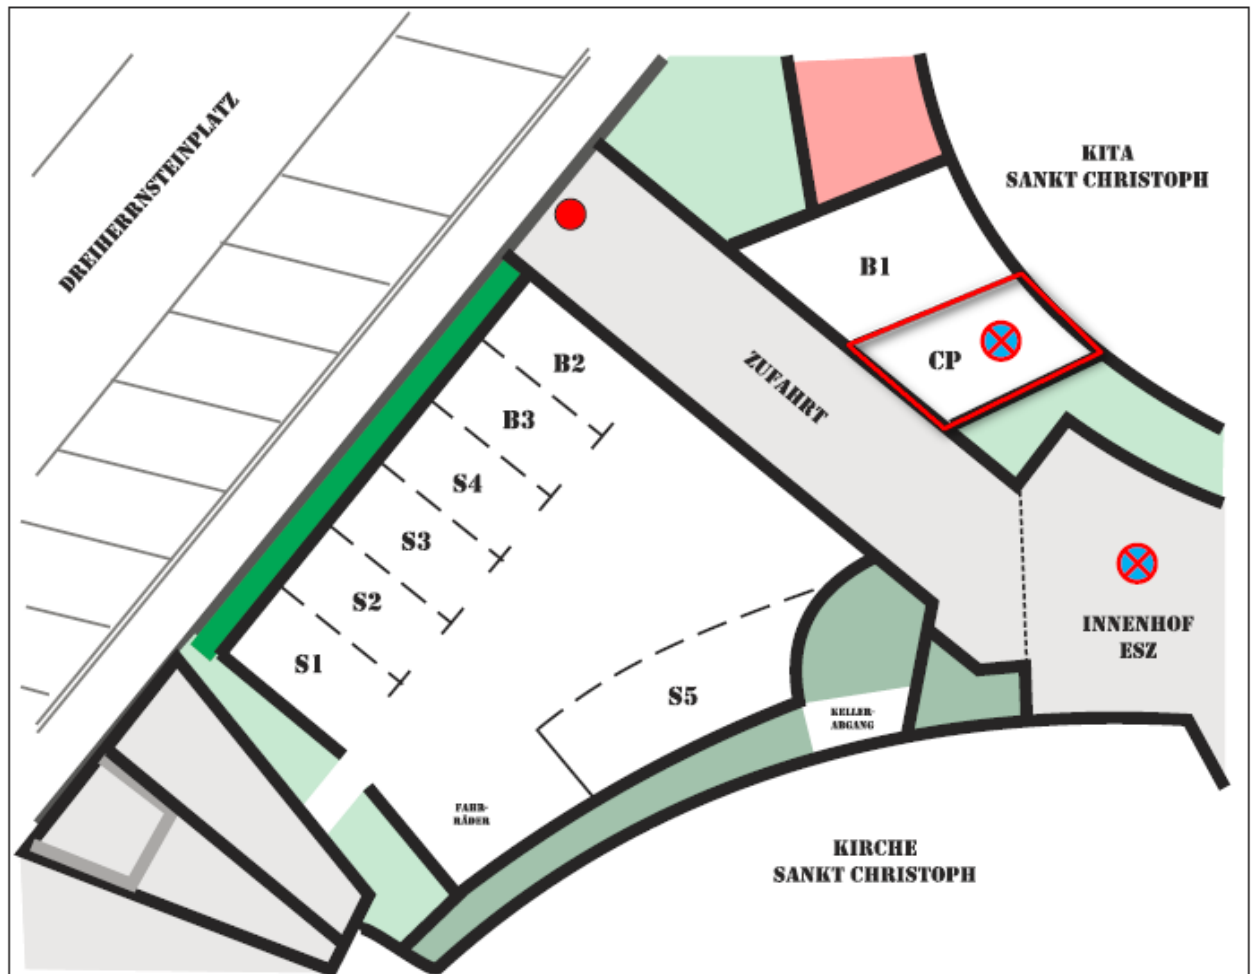 DREIHERRNSTEINPLATZ
KITA
SANKT CHRISTOPH
B1
CP
ZUFAHRT
B2
B3
S4
S3
S2
S1
S5
INNENHOF
ESZ
KELLER-
ABGANG
FAHR-
RÄDER
KIRCHE
SANKT CHRISTOPH